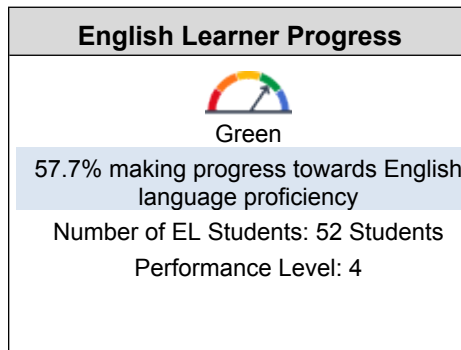 English Learner Progress
Green
57.7% making progress towards English
language proficiency
Number of EL Students: 52 Students
Performance Level: 4